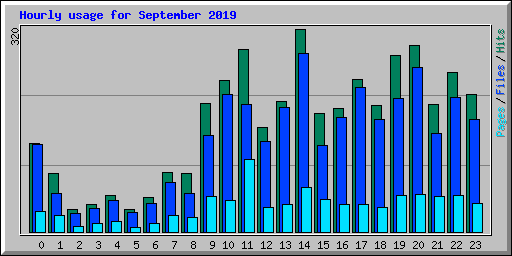 Hourly usage for September 2019
320
Pages / Files / Hits
0 1 2 3 4 5 6 7 8 9 10 11 12 13 14 15 16 17 18 19 20 21 22 23